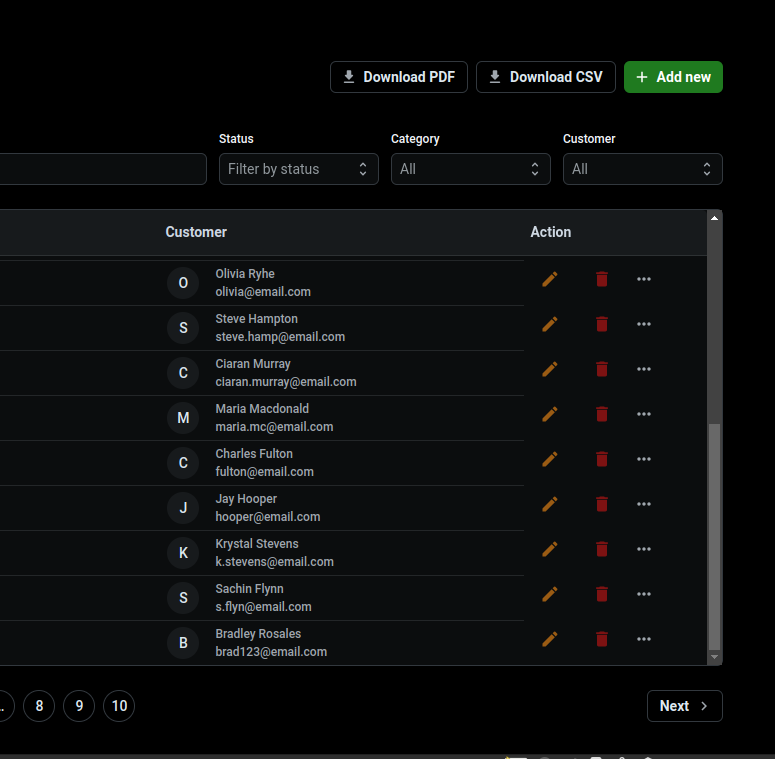 Download PDF
Download CSV
Add new
Status
Category
Customer
Filter by status
All
All
Customer
Action
O
Olivia Ryhe
olivia@email.com
S
Steve Hampton
steve.hamp@email.com
C
Ciaran Murray
ciaran.murray@email.com
M
Maria Macdonald
maria.mc@email.com
C
Charles Fulton
fulton@email.com
J
Jay Hooper
hooper@email.com
K
Krystal Stevens
k.stevens@email.com
S
Sachin Flynn
s.flyn@email.com
B
Bradley Rosales
brad123@email.com
8
9
10
Next